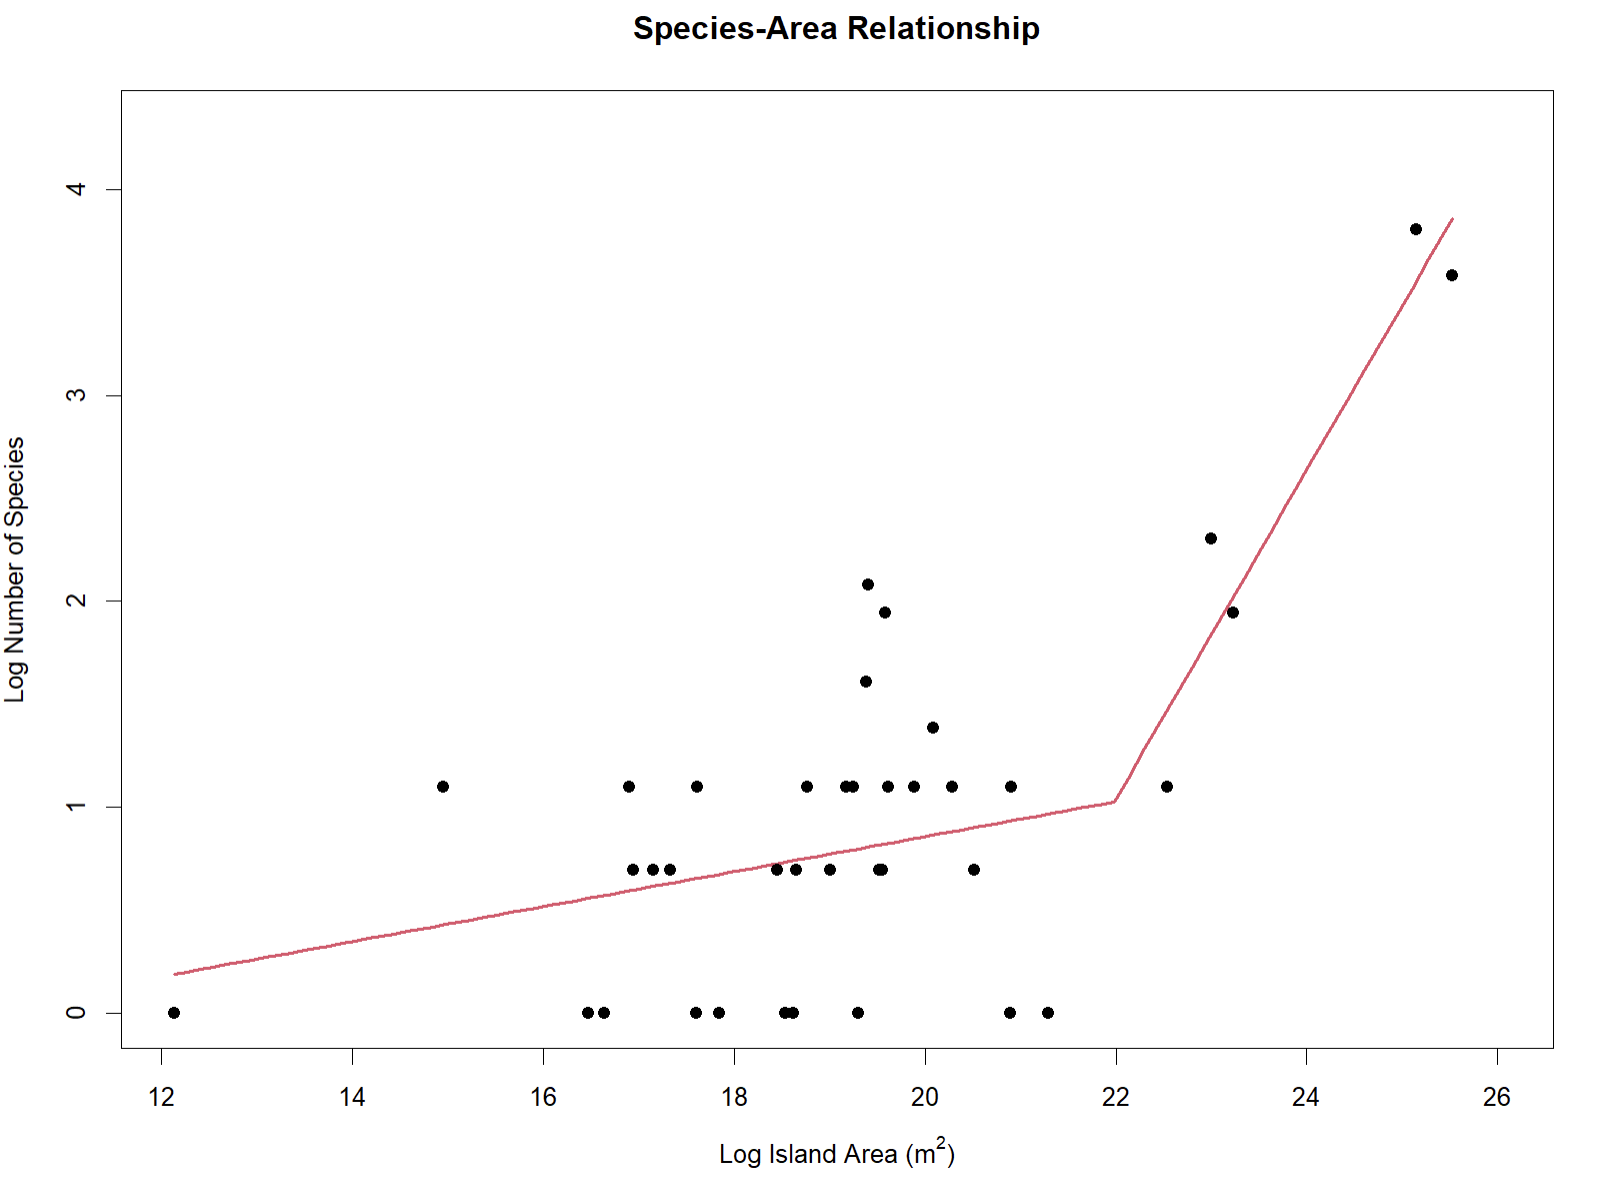 Species-Area Relationship
4
3
2
1
0
Log Number of Species
12 14 16 18 20 22 24 26
Log Island Area (m²)